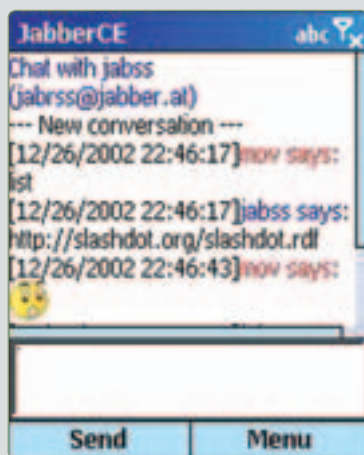 JabberCE abc
Chat with jabss
(jabrss@jabber.at)
--- New conversation ---
[12/26/2002 22:46:17]mov says:
list
[12/26/2002 22:46:17]jabss says:
http://slashdot.org/slashdot.rdf
[12/26/2002 22:46:43]mov says:
Send Menu